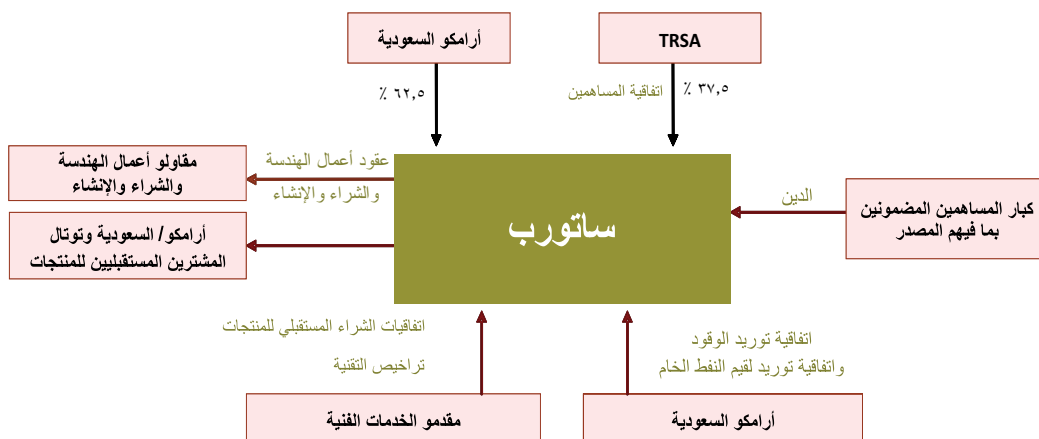 أرامكو السعودية
TRSA
٦٢,٥ ٪
اتفاقية المساهمين
٣٧,٥ ٪
مقاولو أعمال الهندسة
والشراء والإنشاء
عقود أعمال الهندسة
والشراء والإنشاء
ساتورب
الدين
كبار المساهمين المضمونين
بما فيهم المصدر
أرامكو/ السعودية وتوتال
المشترين المستقبليين للمنتجات
اتفاقيات الشراء المستقبلي للمنتجات
تراخيص التقنية
اتفاقية توريد الوقود
واتفاقية توريد لقيم النفط الخام
مقدمو الخدمات الفنية
أرامكو السعودية